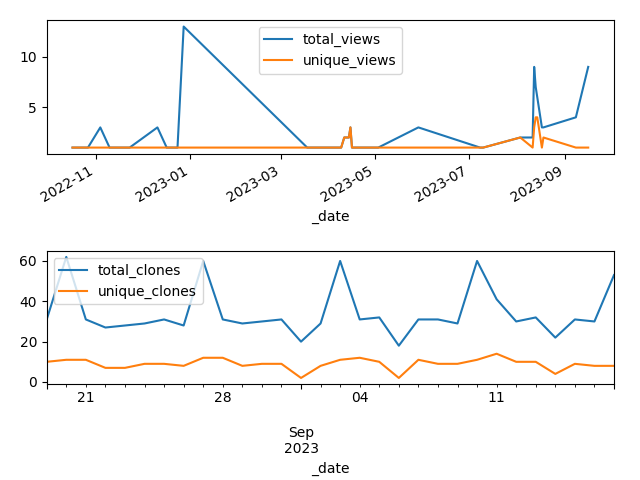 total_views
unique_views
10
5
2022-11
2023-01
2023-03
2023-05
2023-07
2023-09
_date
total_clones
unique_clones
60
40
20
0
21
28
04
11
Sep
2023
_date